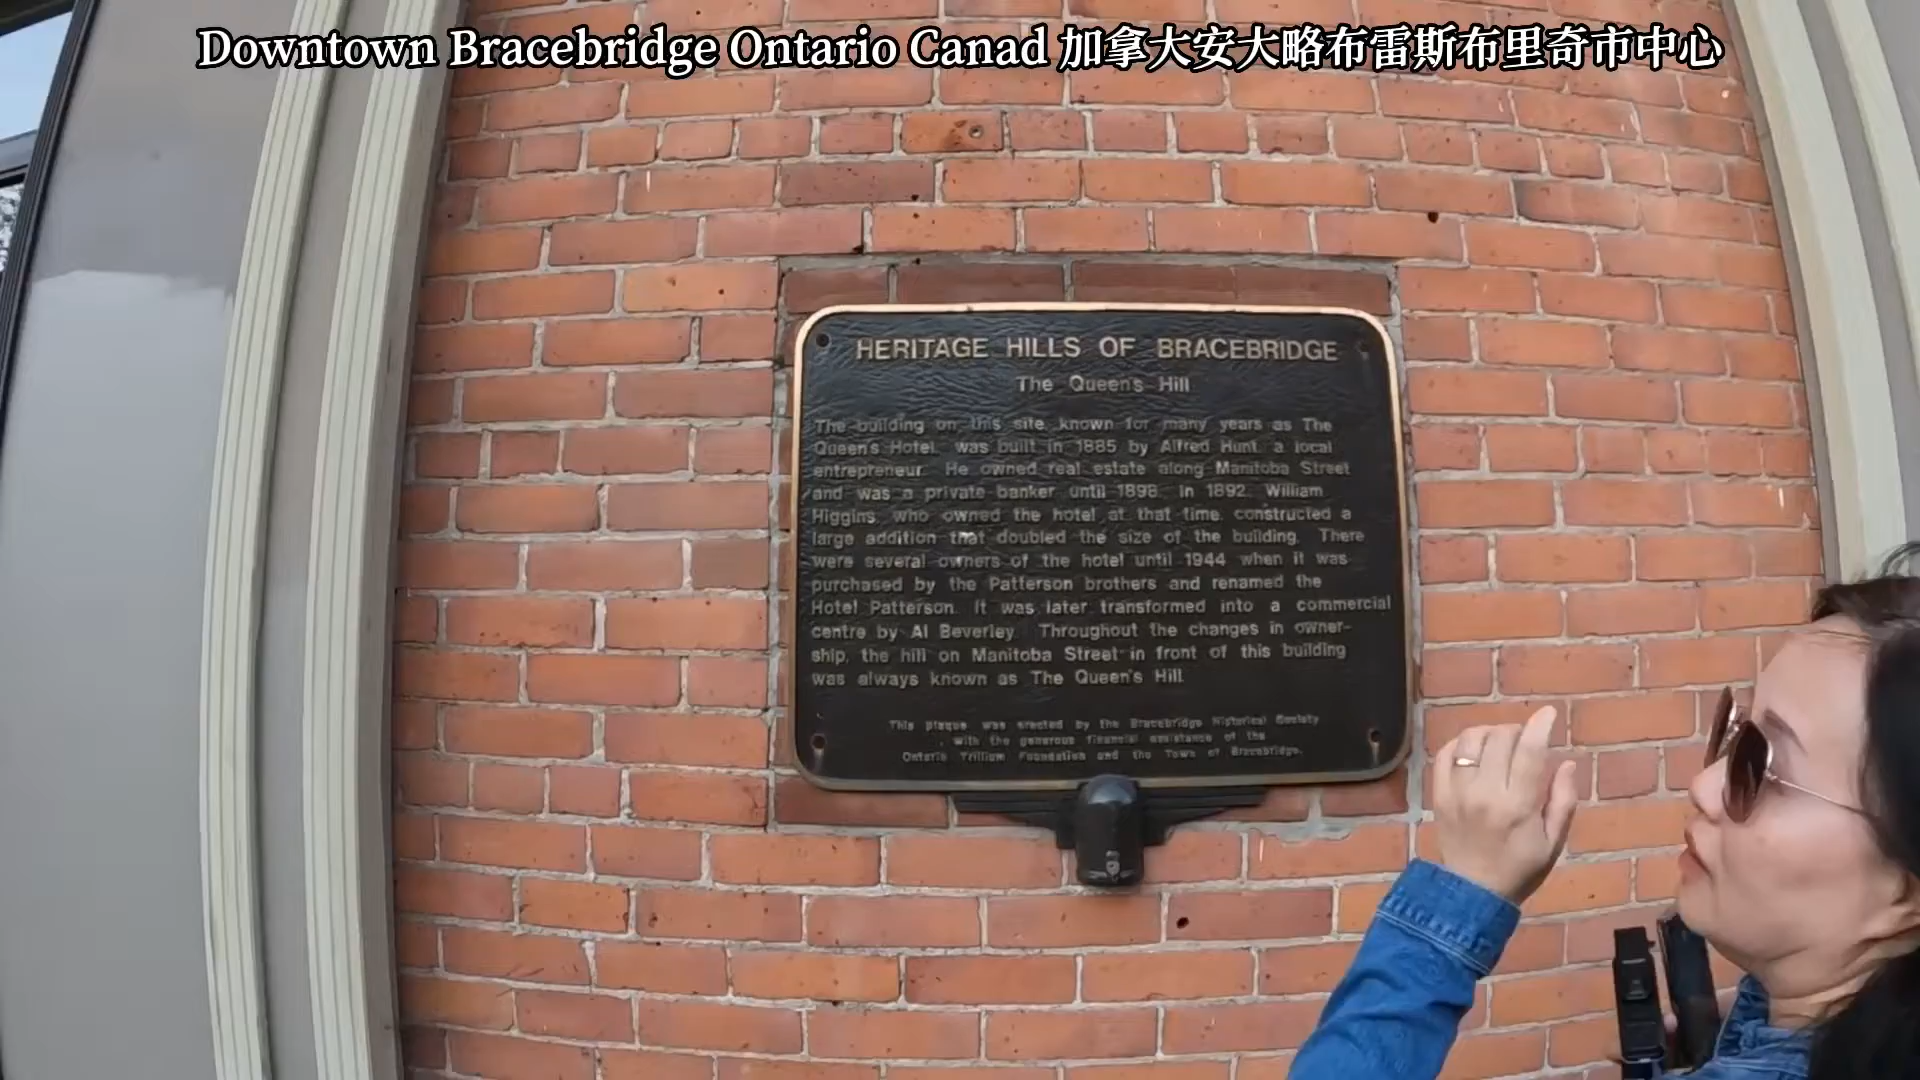 Downtown Bracebridge Ontario Canad 加拿大安大略布雷斯布里奇市中心
HERITAGE HILLS OF BRACEBRIDGE
The Queen's Hill
The building on this site known for many years as The
Queen's Hotel, was built in 1885 by Alfred Hunt, a local
entrepreneur. He owned real estate along Manitoba Street
and was a private banker until 1898. In 1892, William
Higgins, who owned the hotel at that time, constructed a
large addition that doubled the size of the building. There
were several owners of the hotel until 1944 when it was
purchased by the Patterson brothers and renamed the
Hotel Patterson. It was later transformed into a commercial
centre by Al Beverley. Throughout the changes in owner-
ship, the hill on Manitoba Street in front of this building
was always known as The Queen's Hill.
This plaque was erected by the Bracebridge Historical Society
with the generous financial assistance of the
Ontario Trillium Foundation and the Town of Bracebridge.